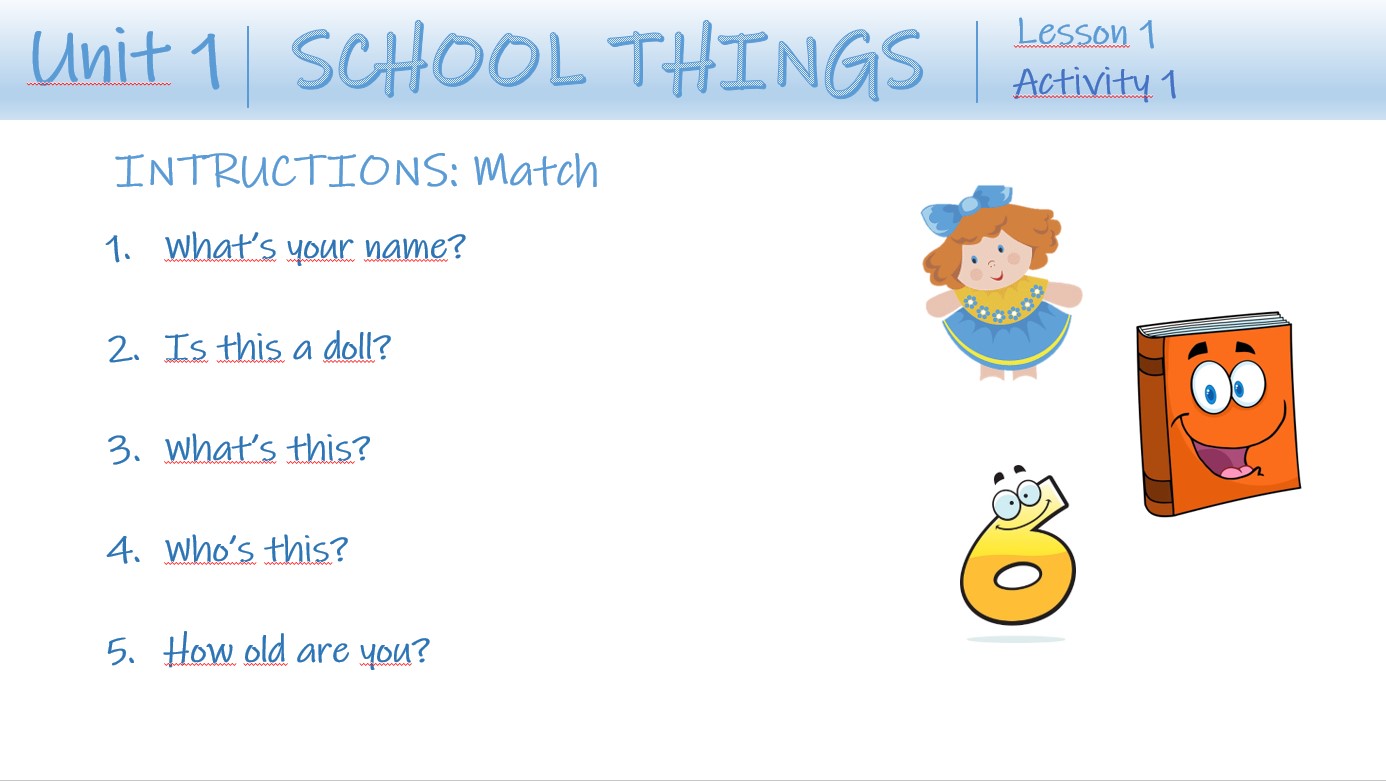 Unit 1
SCHOOL THINGS
Lesson 1
Activity 1
INTRUCTIONS: Match
1. What's your name?
2. Is this a doll?
3. What's this?
4. Who's this?
5. How old are you?
6